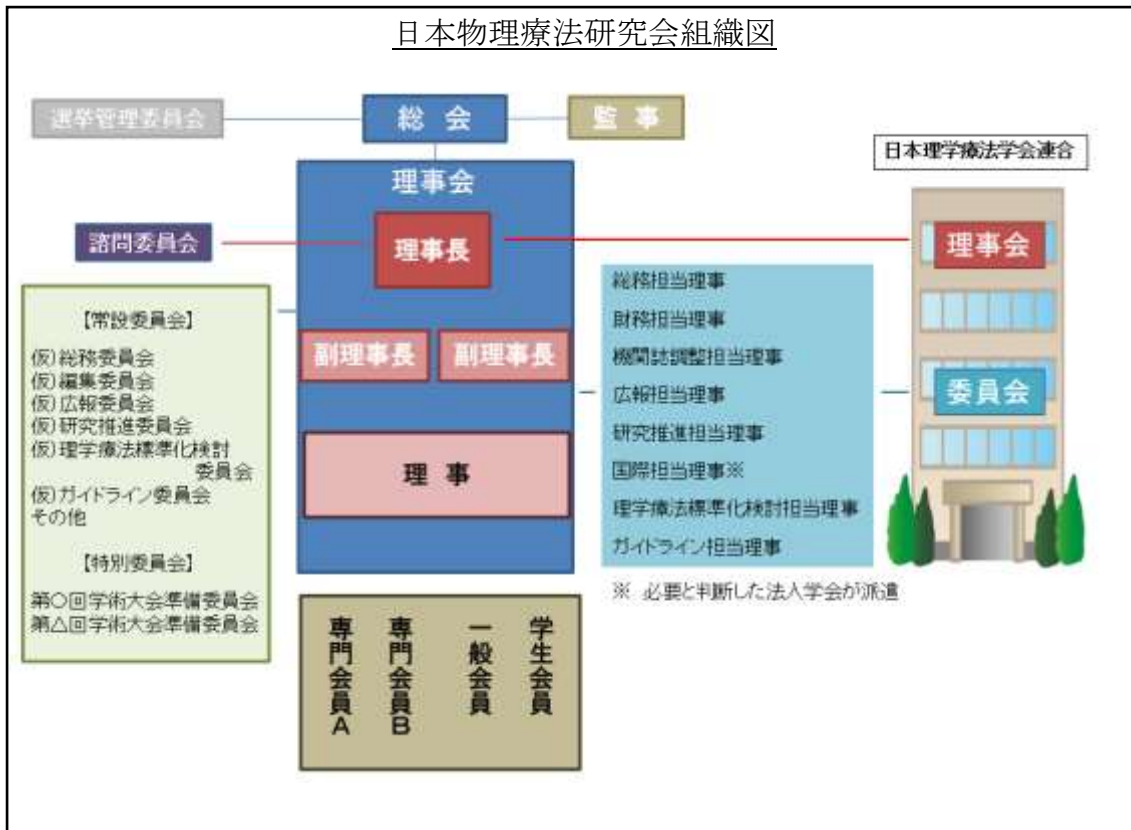 日本物理療法研究会組織図
選挙管理委員会
総 会
監 事
日本理学療法学会連合
理事会
諮問委員会
理事長
理事会
【常設委員会】
仮)総務委員会
仮)編集委員会
仮)広報委員会
仮)研究推進委員会
仮)理学療法標準化検討
委員会
仮)ガイドライン委員会
その他
【特別委員会】
第○回学術大会準備委員会
第△回学術大会準備委員会
副理事長
副理事長
理 事
総務担当理事
財務担当理事
機関誌調整担当理事
広報担当理事
研究推進担当理事
国際担当理事※
理学療法標準化検討担当理事
ガイドライン担当理事
※ 必要と判断した法人学会が派遣
委員会
専門会員A
専門会員B
一般会員
学生会員